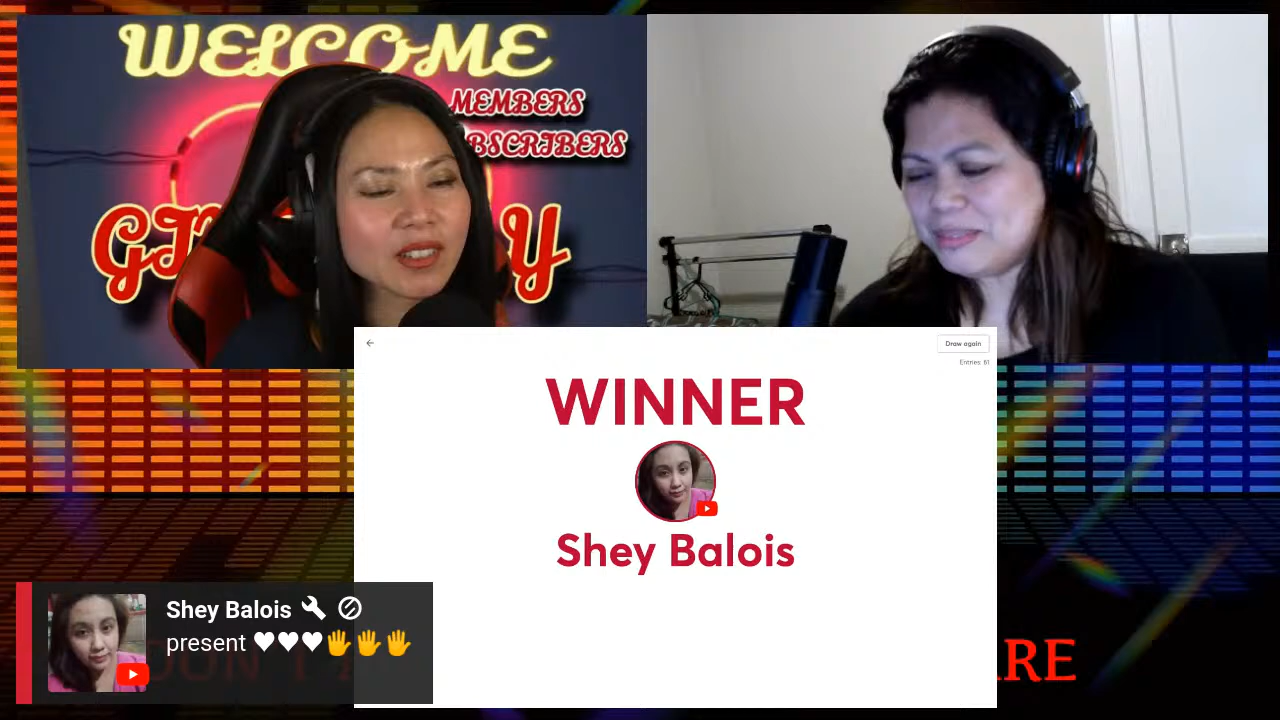 WELCOME
MEMBERS
Draw again
Entries: 61
WINNER
Shey Balois
Shey Balois
present ♥♥♥🖐🖐🖐